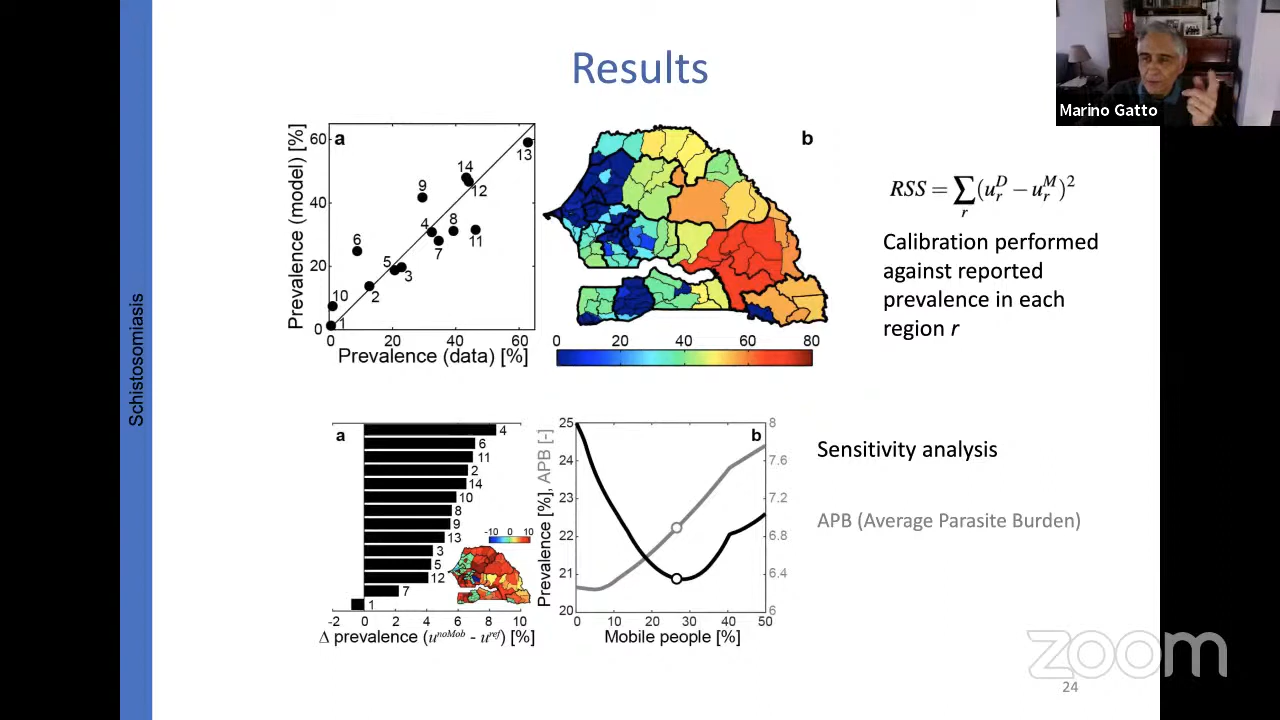 Results
Marino Gatto
Schistosomiasis
a
Prevalence (model) [%]
60
40
20
0
13
14
12
9
4
8
7
11
6
5
3
2
10
1
0 20 40 60
Prevalence (data) [%]
b
0 20 40 60 80
RSS = ∑r (u_r^D − u_r^M)^2
Calibration performed
against reported
prevalence in each
region r
a
4
6
11
2
14
10
8
9
13
3
5
12
7
1
-10 0 10
-2 0 2 4 6 8 10
Δ prevalence (u^noMob - u^ref) [%]
b
Prevalence [%], APB [-]
25
24
23
22
21
20
8
7.6
7.2
6.8
6.4
6
0 10 20 30 40 50
Mobile people [%]
Sensitivity analysis
APB (Average Parasite Burden)
zoom
24